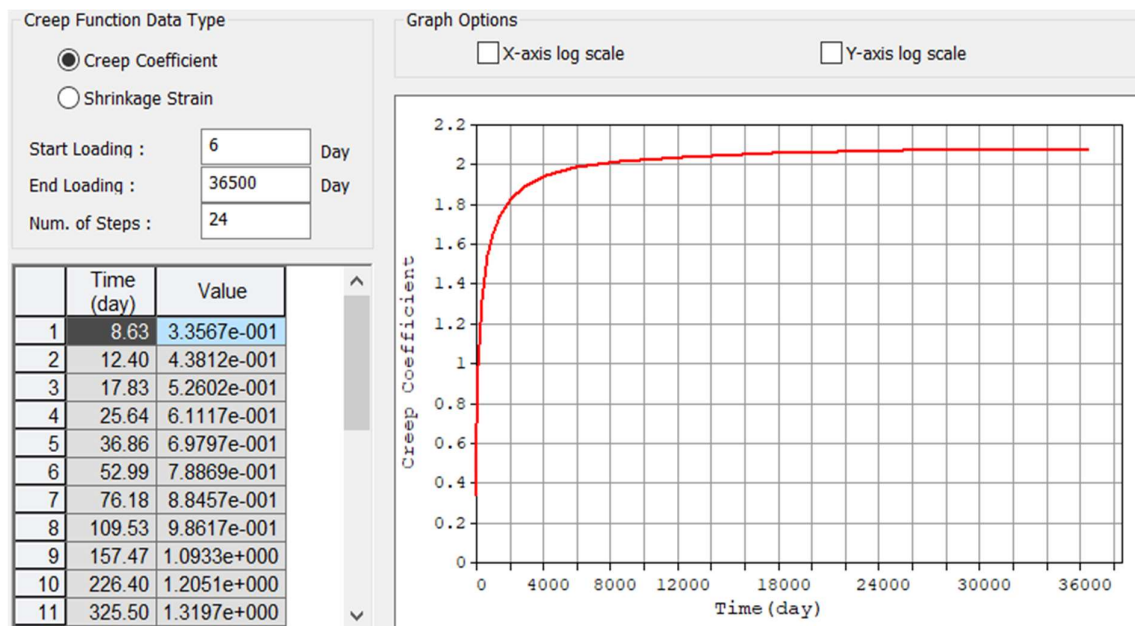 Creep Function Data Type
Creep Coefficient
Shrinkage Strain
Start Loading : 6 Day
End Loading : 36500 Day
Num. of Steps : 24
Time (day) Value
1 8.63 3.3567e-001
2 12.40 4.3812e-001
3 17.83 5.2602e-001
4 25.64 6.1117e-001
5 36.86 6.9797e-001
6 52.99 7.8869e-001
7 76.18 8.8457e-001
8 109.53 9.8617e-001
9 157.47 1.0933e+000
10 226.40 1.2051e+000
11 325.50 1.3197e+000
Graph Options
X-axis log scale Y-axis log scale
2.2
2
1.8
1.6
1.4
1.2
1
0.8
0.6
0.4
0.2
0
Creep Coefficient
0 4000 8000 12000 18000 24000 30000 36000
Time(day)